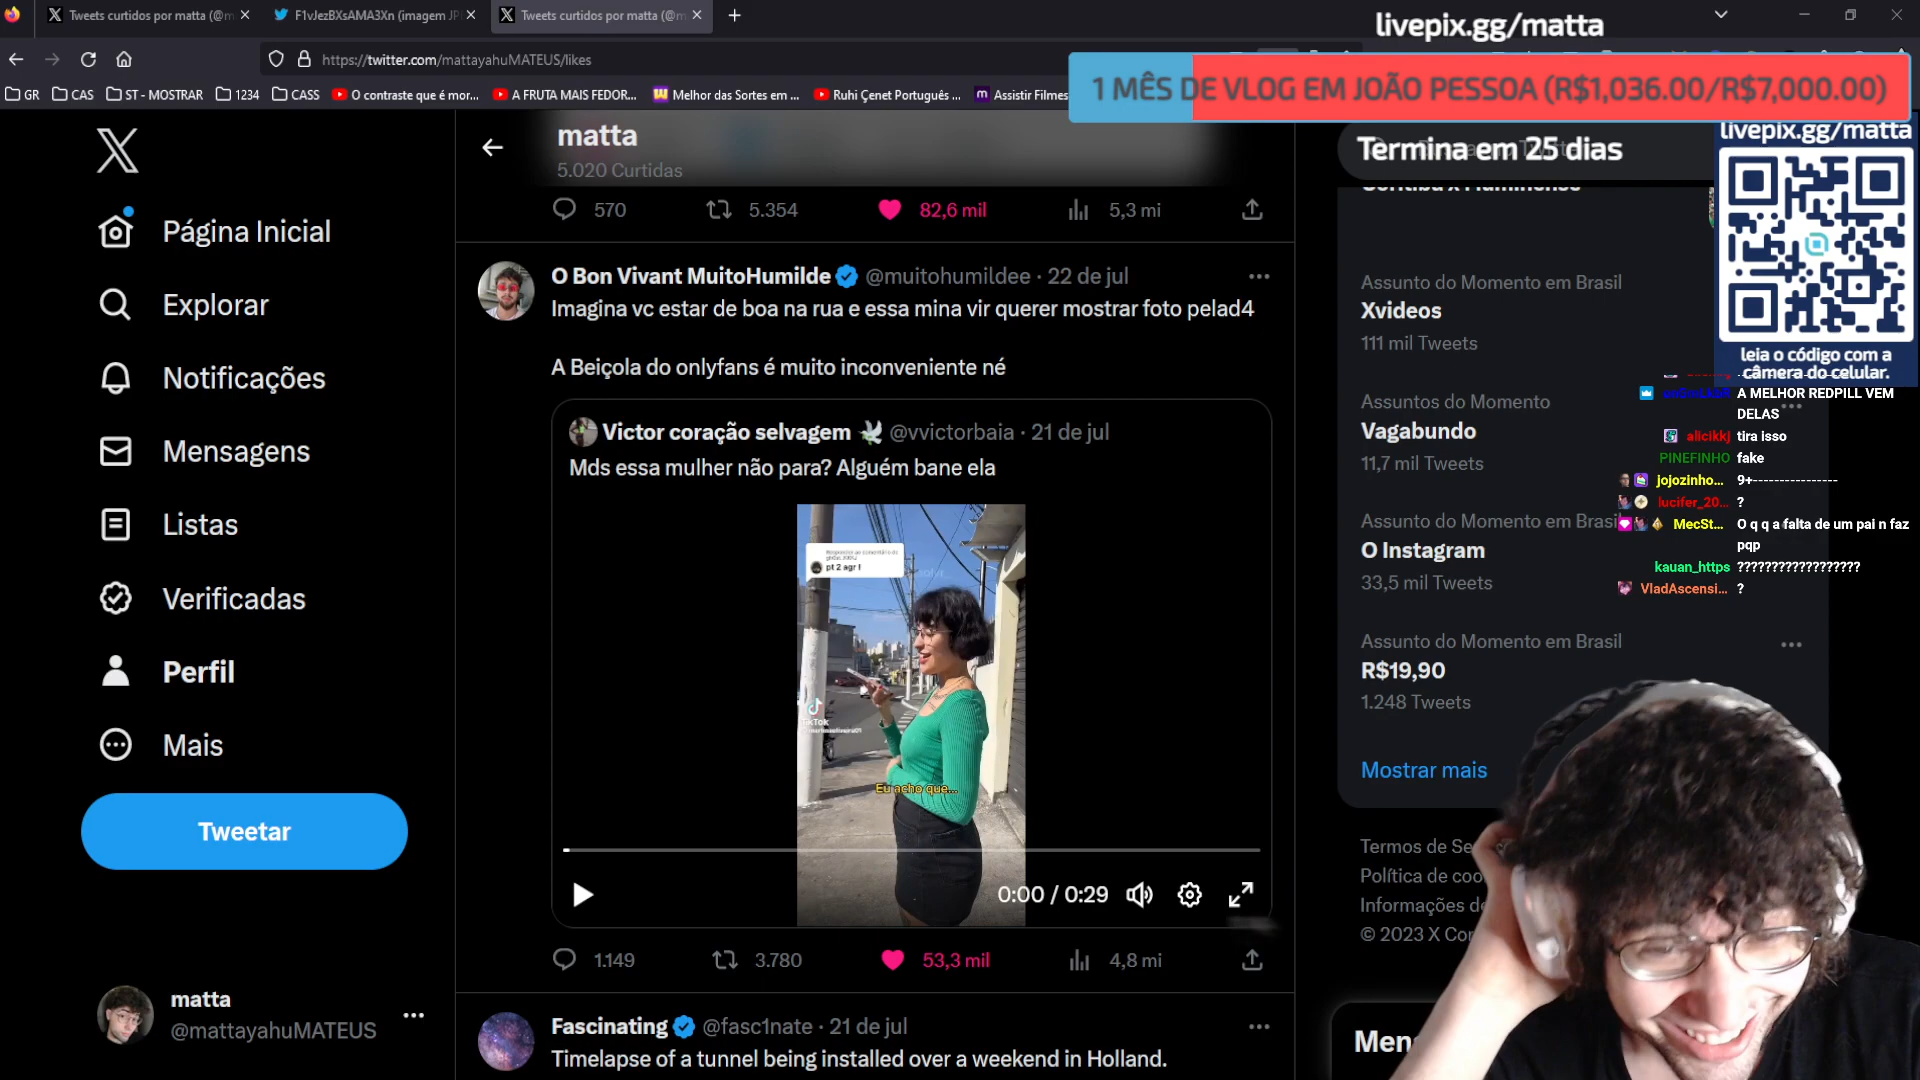 Tweets curtidos por matta (@m
F1vJezBXsAMA3Xn (imagem JP
Tweets curtidos por matta (@m
https://twitter.com/mattayahuMATEUS/likes
GR
CAS
ST - MOSTRAR
1234
CASS
O contraste que é mor...
A FRUTA MAIS FEDOR...
Melhor das Sortes em ...
Ruhi Çenet Português ...
Assistir Filmes
livepix.gg/matta
1 MÊS DE VLOG EM JOÃO PESSOA (R$1,036.00/R$7,000.00)
Termina em 25 dias
livepix.gg/matta
leia o código com a
câmera do celular.
X
Página Inicial
Explorar
Notificações
Mensagens
Listas
Verificadas
Perfil
Mais
Tweetar
matta
@mattayahuMATEUS
matta
5.020 Curtidas
570
5.354
82,6 mil
5,3 mi
O Bon Vivant MuitoHumilde @muitohumildee · 22 de jul
Imagina vc estar de boa na rua e essa mina vir querer mostrar foto pelad4
A Beiçola do onlyfans é muito inconveniente né
Victor coração selvagem @vvictorbaia · 21 de jul
Mds essa mulher não para? Alguém bane ela
pt 2 agr !
TikTok
Eu acho que...
0:00 / 0:29
1.149
3.780
53,3 mil
4,8 mi
Fascinating @fasc1nate · 21 de jul
Timelapse of a tunnel being installed over a weekend in Holland.
Assunto do Momento em Brasil
Xvideos
111 mil Tweets
Assuntos do Momento
Vagabundo
11,7 mil Tweets
Assunto do Momento em Brasil
O Instagram
33,5 mil Tweets
Assunto do Momento em Brasil
R$19,90
1.248 Tweets
Mostrar mais
Termos de Se
Política de coo
Informações de
© 2023 X Cor
Men
A MELHOR REDPILL VEM
DELAS
alicikkj tira isso
PINEFINHO fake
jojozinho... 9+----------------
lucifer_20... ?
MecSt... O q q a falta de um pai n faz
pqp
kauan_https ??????????????????
VladAscensi... ?